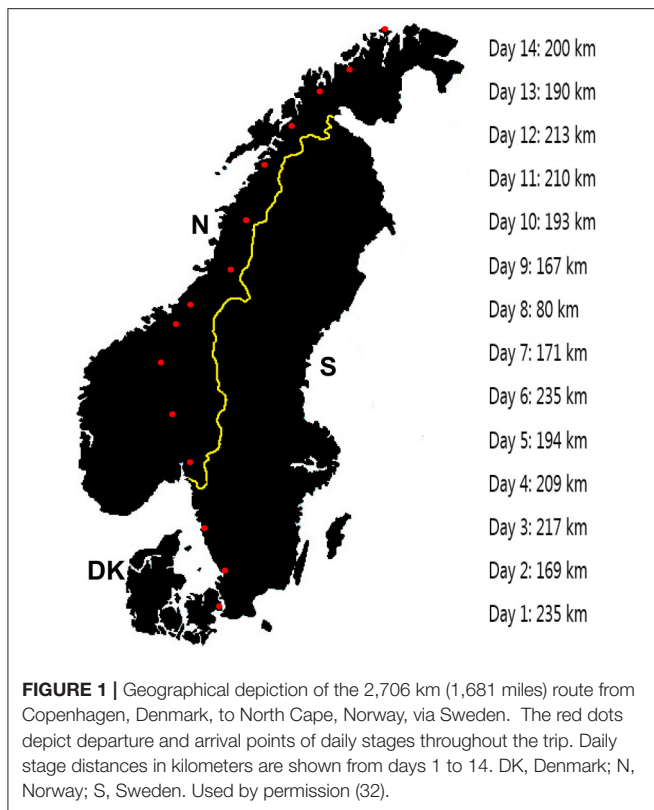 Day 14: 200 km
Day 13: 190 km
Day 12: 213 km
Day 11: 210 km
N
Day 10: 193 km
Day 9: 167 km
Day 8: 80 km
Day 7: 171 km
S
Day 6: 235 km
Day 5: 194 km
Day 4: 209 km
Day 3: 217 km
DK
Day 2: 169 km
Day 1: 235 km
FIGURE 1 | Geographical depiction of the 2,706 km (1,681 miles) route from
Copenhagen, Denmark, to North Cape, Norway, via Sweden. The red dots
depict departure and arrival points of daily stages throughout the trip. Daily
stage distances in kilometers are shown from days 1 to 14. DK, Denmark; N,
Norway; S, Sweden. Used by permission (32).